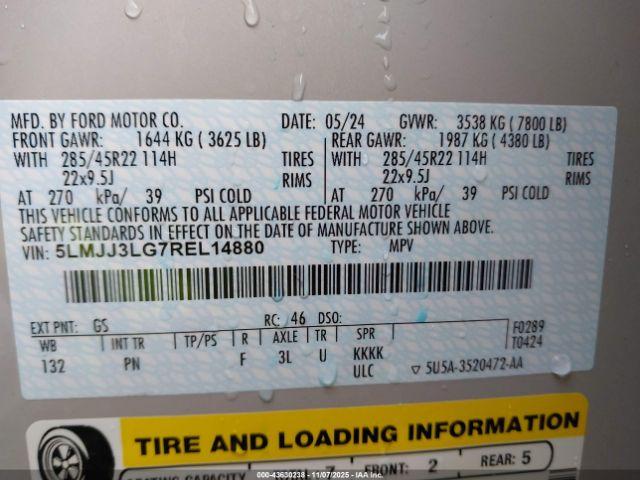 MFD. BY FORD MOTOR CO. DATE: 05/24 GVWR: 3538 KG ( 7800 LB)
FRONT GAWR: 1644 KG ( 3625 LB) REAR GAWR: 1987 KG ( 4380 LB)
WITH 285/45R22 114H TIRES WITH 285/45R22 114H TIRES
22x9.5J RIMS 22x9.5J RIMS
AT 270 kPa/ 39 PSI COLD AT 270 kPa/ 39 PSI COLD
THIS VEHICLE CONFORMS TO ALL APPLICABLE FEDERAL MOTOR VEHICLE
SAFETY STANDARDS IN EFFECT ON THE DATE OF MANUFACTURE SHOWN ABOVE.
VIN: 5LMJJ3LG7REL14880 TYPE: MPV
EXT PNT: GS RC: 46 DSO: F0289
WB INT TR TP/PS R AXLE TR SPR T0424
132 PN F 3L U KKKK
ULC ▽ 5U5A-3520472-AA
TIRE AND LOADING INFORMATION
SEATING CAPACITY 7 FRONT: 2 REAR: 5
000-43630238 - 11/07/2025 - © IAA Inc.